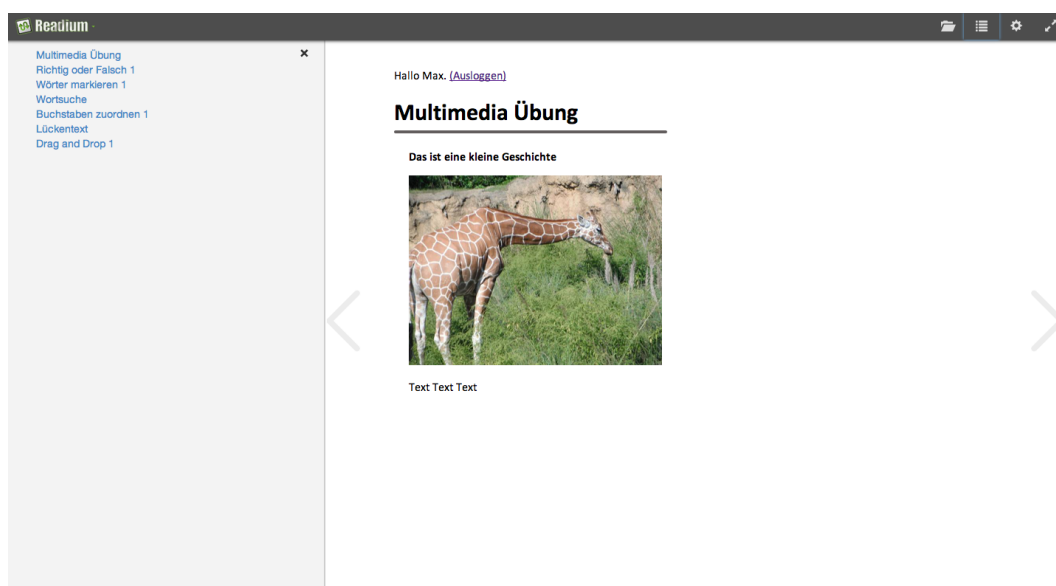 Readium
Multimedia Übung
Richtig oder Falsch 1
Wörter markieren 1
Wortsuche
Buchstaben zuordnen 1
Lückentext
Drag and Drop 1
Hallo Max. (Ausloggen)
Multimedia Übung
Das ist eine kleine Geschichte
Text Text Text